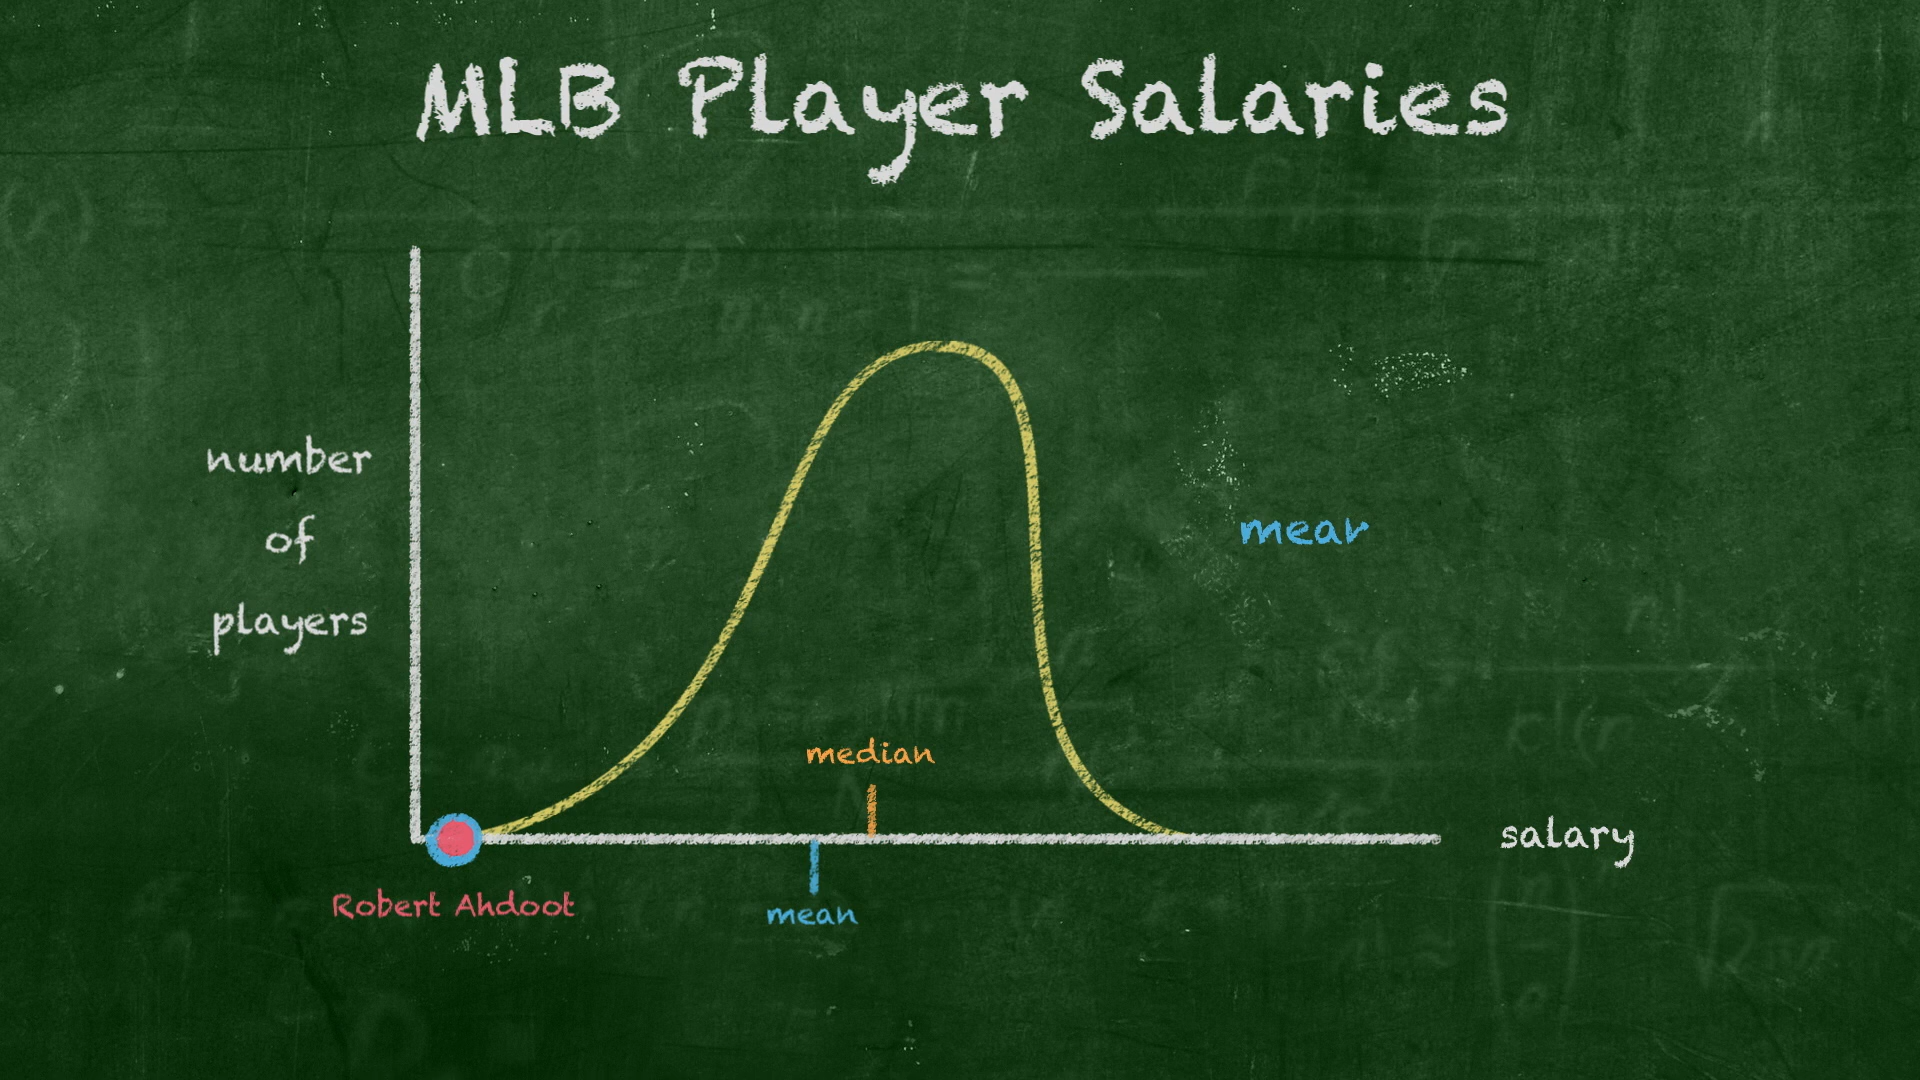 MLB Player Salaries
number
of
players
mear
median
salary
Robert Ahdoot
mean